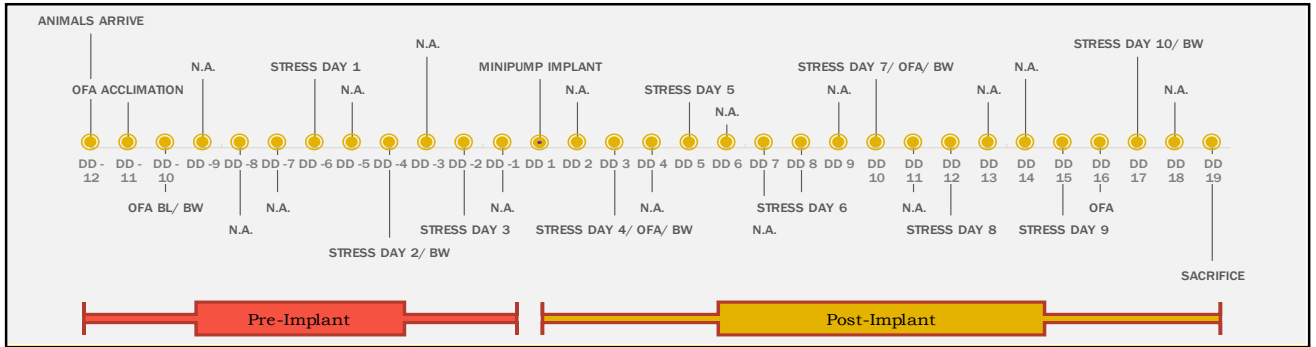 ANIMALS ARRIVE
N.A.
STRESS DAY 10/ BW
N.A.
STRESS DAY 1
MINIPUMP IMPLANT
STRESS DAY 7/ OFA/ BW
N.A.
OFA ACCLIMATION
N.A.
N.A.
STRESS DAY 5
N.A.
N.A.
N.A.
N.A.
DD -12
DD -11
DD -10
DD -9
DD -8
DD -7
DD -6
DD -5
DD -4
DD -3
DD -2
DD -1
DD 1
DD 2
DD 3
DD 4
DD 5
DD 6
DD 7
DD 8
DD 9
DD 10
DD 11
DD 12
DD 13
DD 14
DD 15
DD 16
DD 17
DD 18
DD 19
OFA BL/ BW
N.A.
N.A.
N.A.
STRESS DAY 6
N.A.
OFA
N.A.
STRESS DAY 3
STRESS DAY 4/ OFA/ BW
N.A.
STRESS DAY 8
STRESS DAY 9
STRESS DAY 2/ BW
SACRIFICE
Pre-Implant
Post-Implant